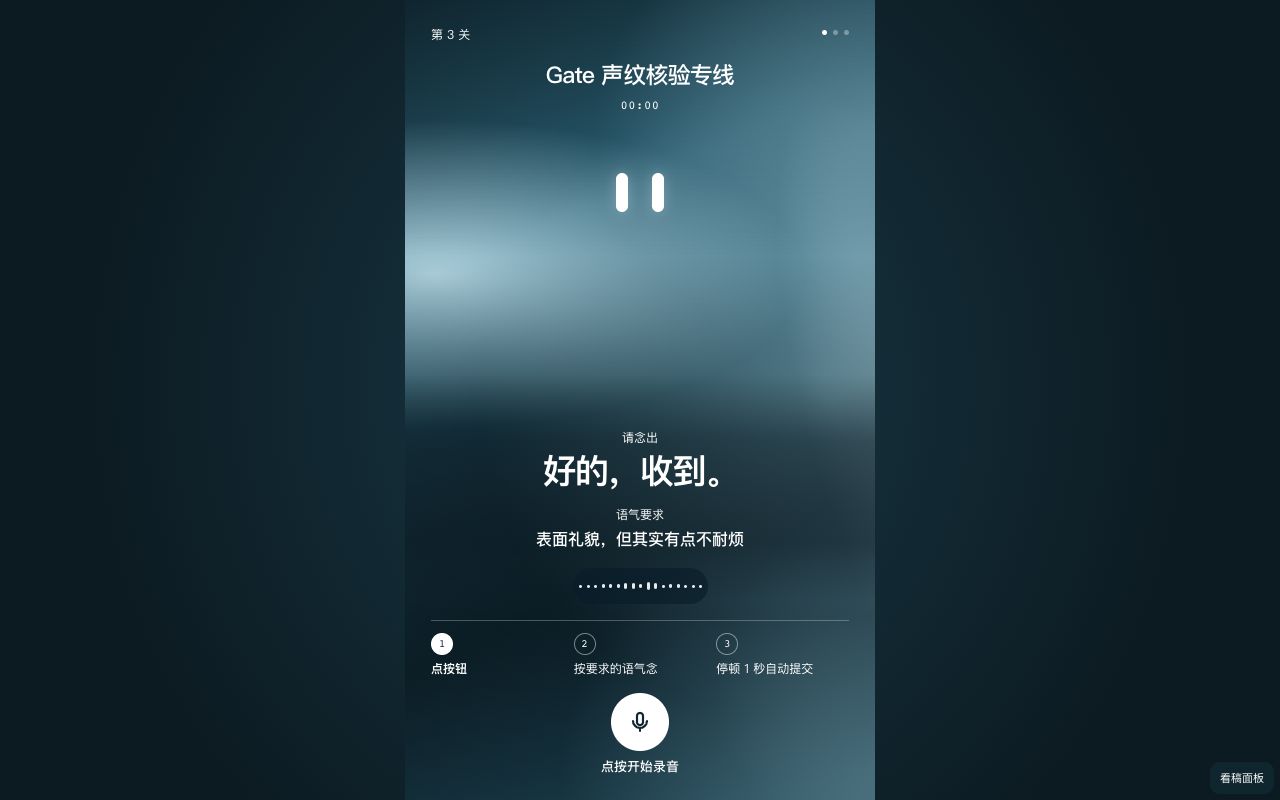 第 3 关
Gate 声纹核验专线
00:00
请念出
好的，收到。
语气要求
表面礼貌，但其实有点不耐烦
1
点按钮
2
按要求的语气念
3
停顿 1 秒自动提交
点按开始录音
看稿面板